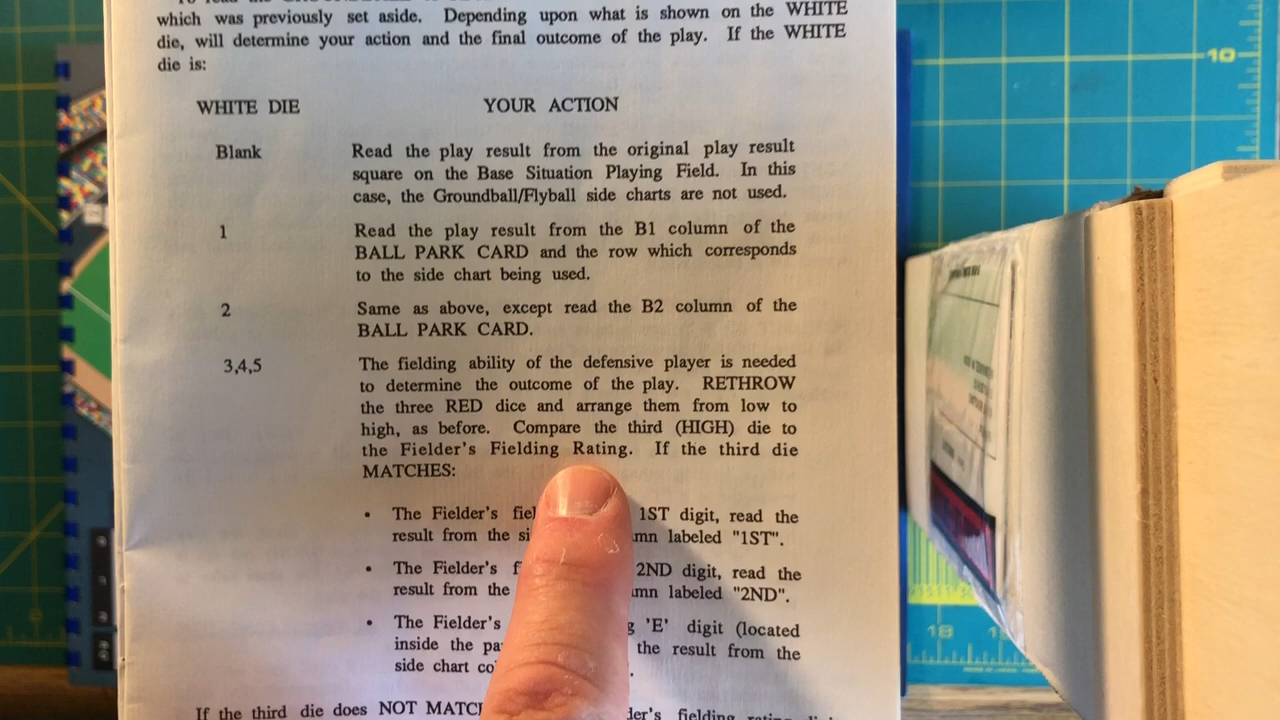 which was previously set aside. Depending upon what is shown on the WHITE
die, will determine your action and the final outcome of the play. If the WHITE
die is:
WHITE DIE YOUR ACTION
Blank Read the play result from the original play result
square on the Base Situation Playing Field. In this
case, the Groundball/Flyball side charts are not used.
1 Read the play result from the B1 column of the
BALL PARK CARD and the row which corresponds
to the side chart being used.
2 Same as above, except read the B2 column of the
BALL PARK CARD.
3,4,5 The fielding ability of the defensive player is needed
to determine the outcome of the play. RETHROW
the three RED dice and arrange them from low to
high, as before. Compare the third (HIGH) die to
the Fielder's Fielding Rating. If the third die
MATCHES:
• The Fielder's 1ST digit, read the
result from the labeled "1ST".
• The Fielder's 2ND digit, read the
result from the labeled "2ND".
• The Fielder's 'E' digit (located
inside the the result from the
side chart
If the third die does NOT fielding rating
10
18